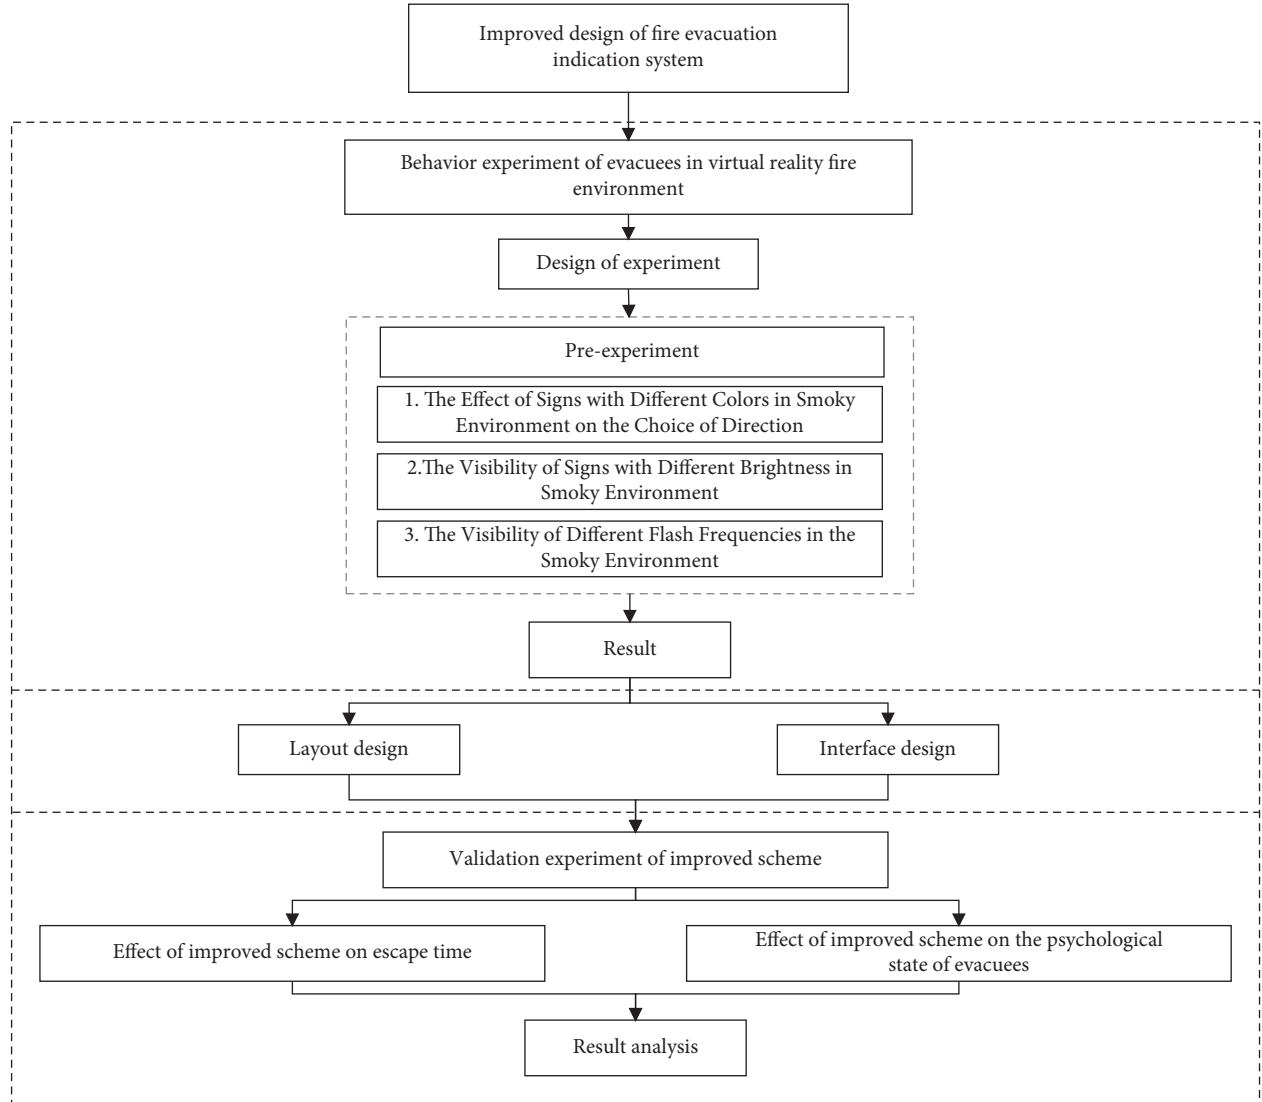 Improved design of fire evacuation
indication system
Behavior experiment of evacuees in virtual reality fire
environment
Design of experiment
Pre-experiment
1. The Effect of Signs with Different Colors in Smoky
Environment on the Choice of Direction
2.The Visibility of Signs with Different Brightness in
Smoky Environment
3. The Visibility of Different Flash Frequencies in the
Smoky Environment
Result
Layout design
Interface design
Validation experiment of improved scheme
Effect of improved scheme on escape time
Effect of improved scheme on the psychological
state of evacuees
Result analysis